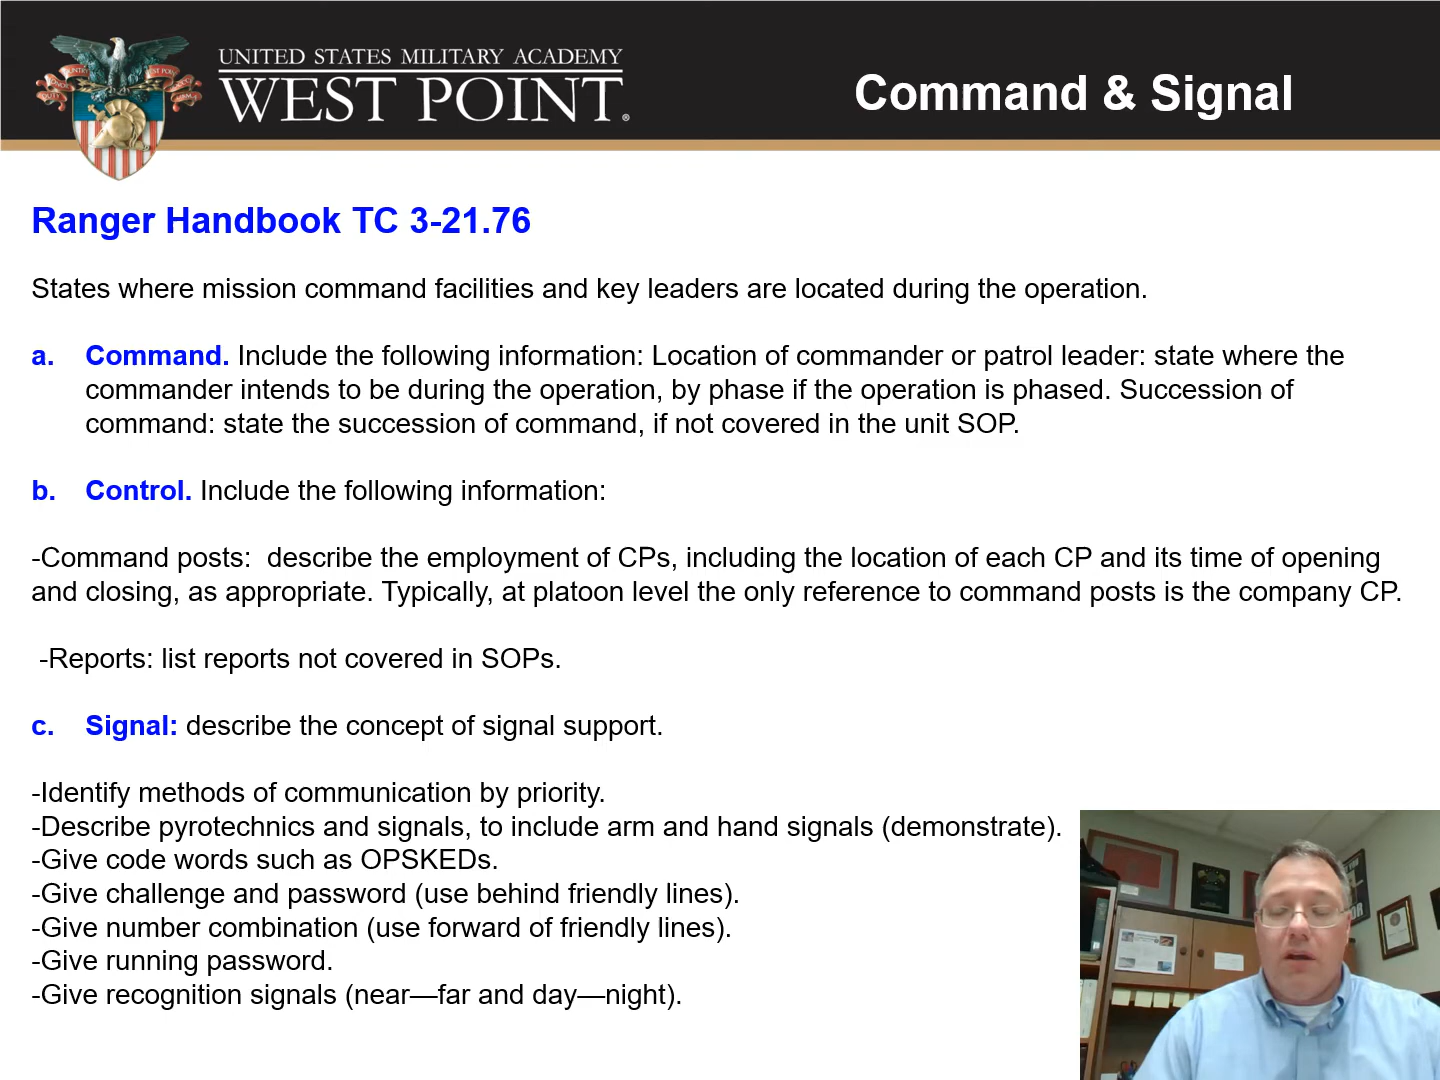 UNITED STATES MILITARY ACADEMY
WEST POINT®
Command & Signal
Ranger Handbook TC 3-21.76
States where mission command facilities and key leaders are located during the operation.
a. Command. Include the following information: Location of commander or patrol leader: state where the
commander intends to be during the operation, by phase if the operation is phased. Succession of
command: state the succession of command, if not covered in the unit SOP.
b. Control. Include the following information:
-Command posts:  describe the employment of CPs, including the location of each CP and its time of opening
and closing, as appropriate. Typically, at platoon level the only reference to command posts is the company CP.
-Reports: list reports not covered in SOPs.
c. Signal: describe the concept of signal support.
-Identify methods of communication by priority.
-Describe pyrotechnics and signals, to include arm and hand signals (demonstrate).
-Give code words such as OPSKEDs.
-Give challenge and password (use behind friendly lines).
-Give number combination (use forward of friendly lines).
-Give running password.
-Give recognition signals (near—far and day—night).